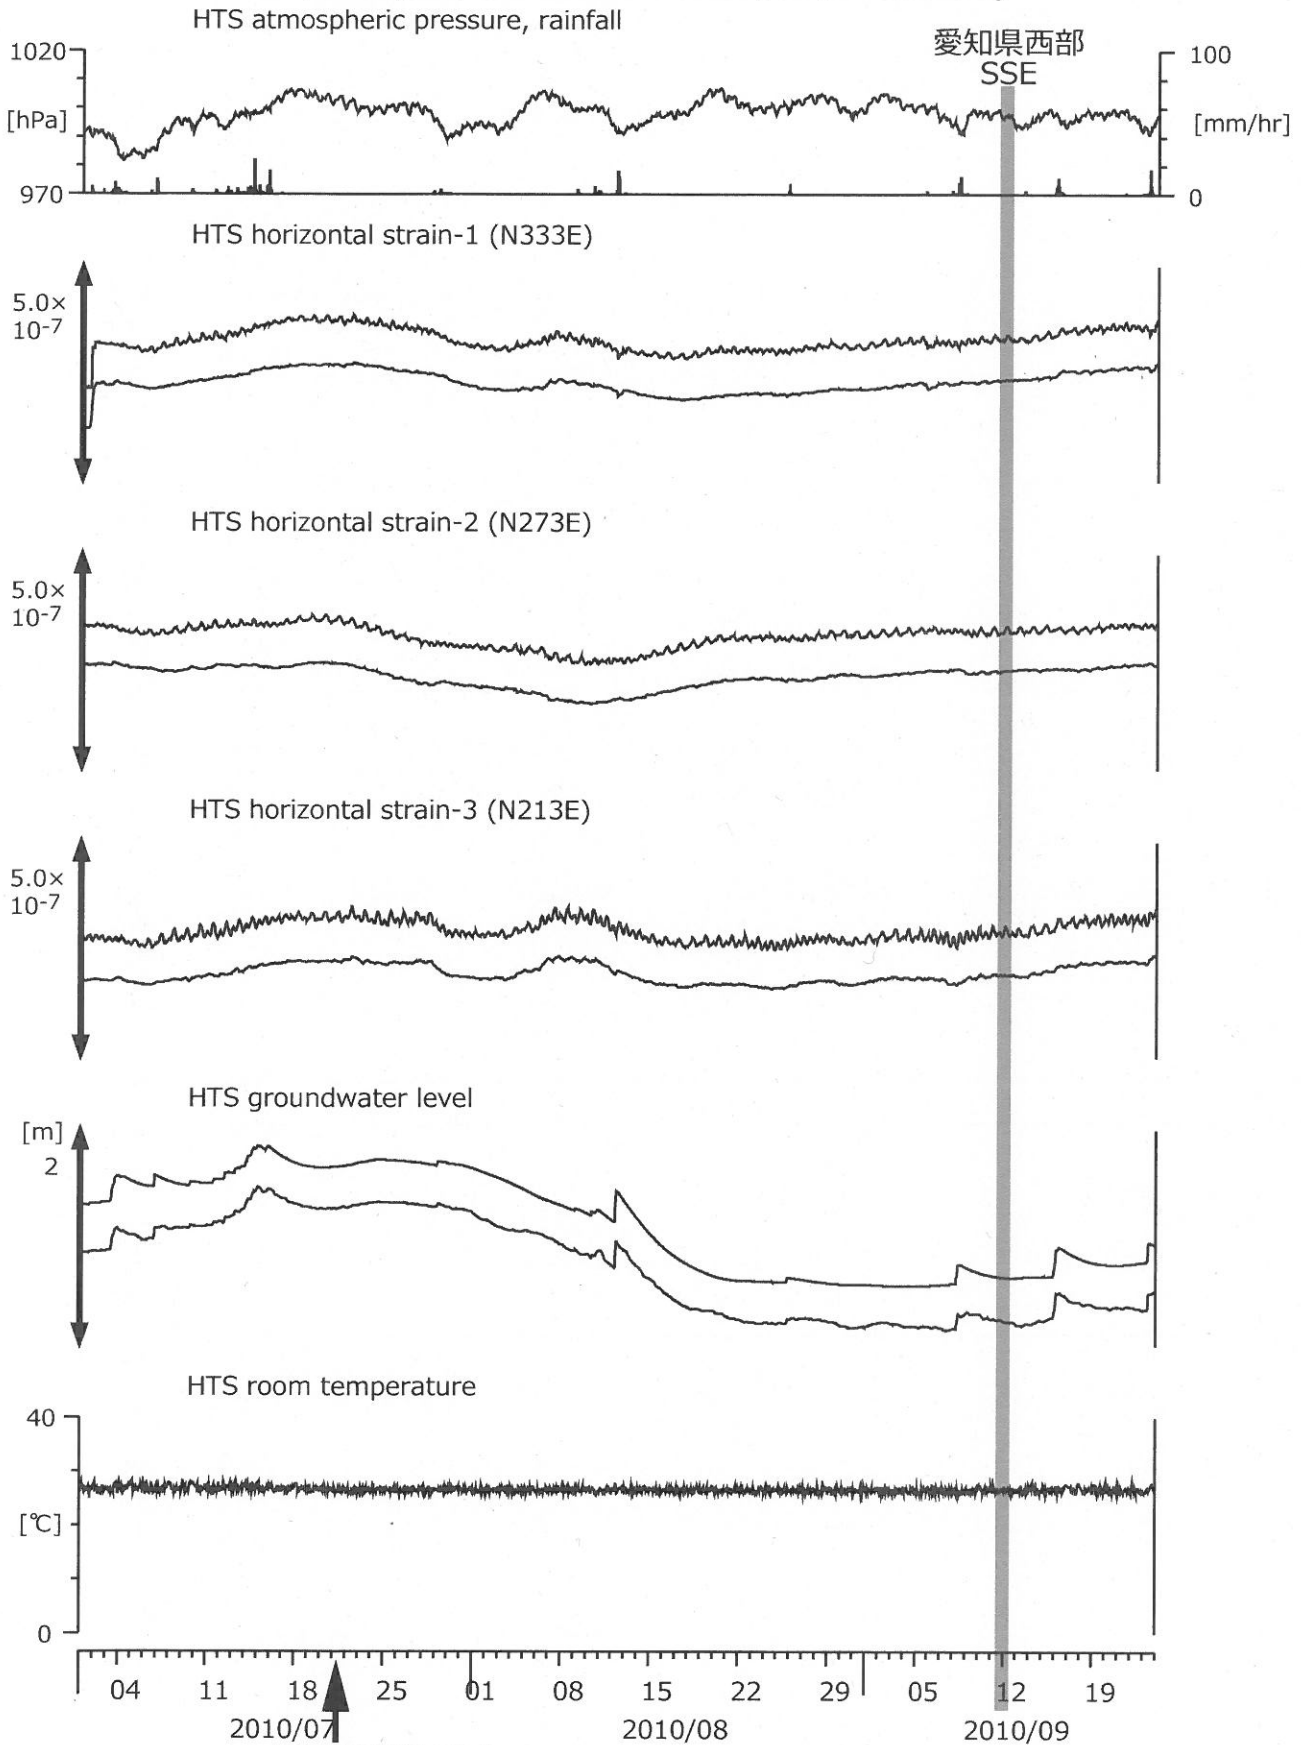 HTS atmospheric pressure, rainfall
愛知県西部
SSE
1020
[hPa]
970
100
[mm/hr]
0
HTS horizontal strain-1 (N333E)
5.0×
10-7
HTS horizontal strain-2 (N273E)
5.0×
10-7
HTS horizontal strain-3 (N213E)
5.0×
10-7
HTS groundwater level
[m]
2
HTS room temperature
40
[℃]
0
04 11 18 25 01 08 15 22 29 05 12 19
2010/07 2010/08 2010/09